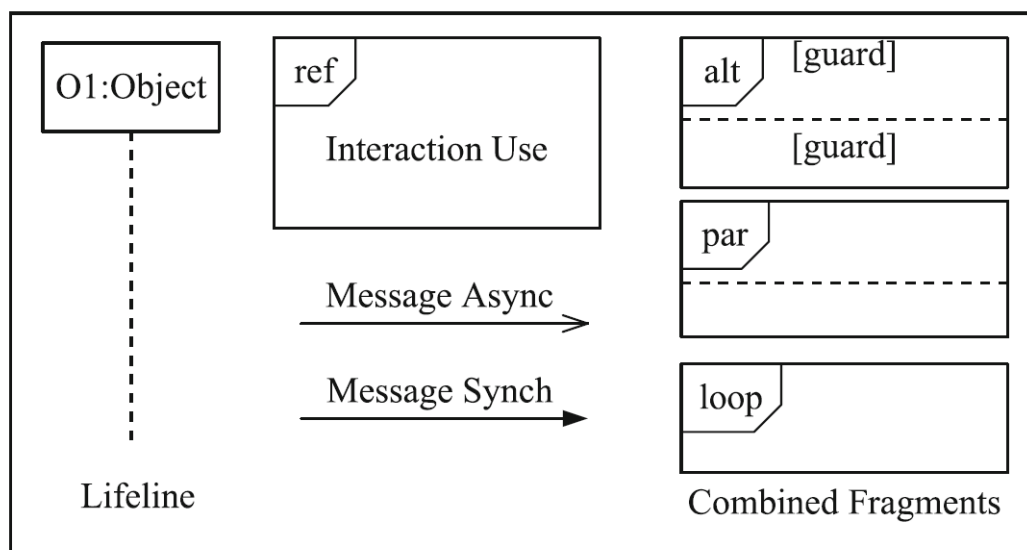 O1:Object
Lifeline
ref
Interaction Use
Message Async
Message Synch
alt
[guard]
[guard]
par
loop
Combined Fragments